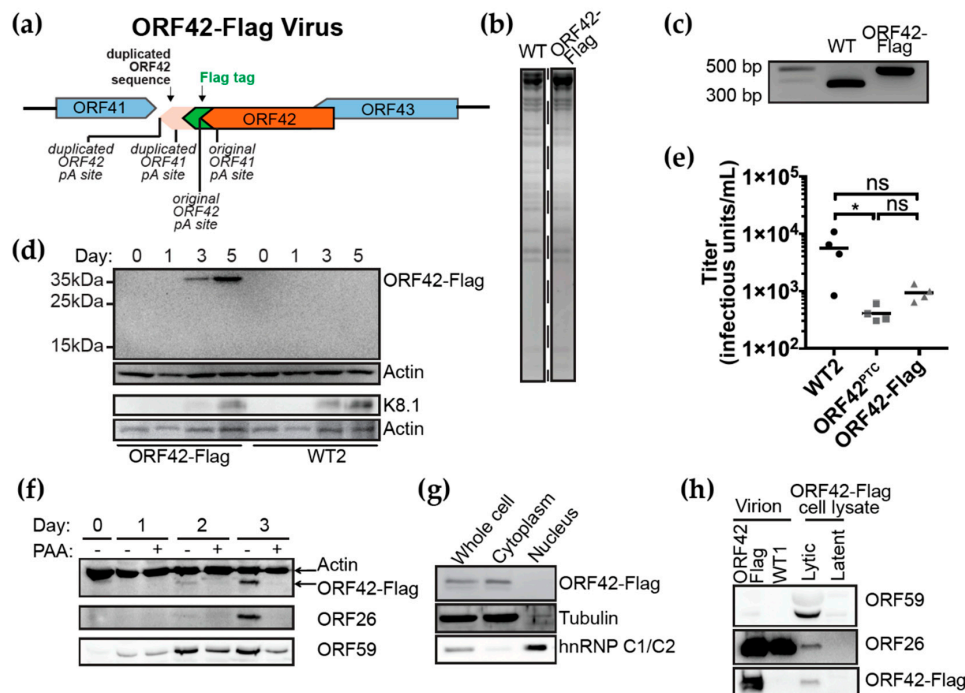 (a)
ORF42-Flag Virus
duplicated
ORF42
sequence
Flag tag
ORF41
ORF42
ORF43
duplicated
ORF42
pA site
duplicated
ORF41
pA site
original
ORF41
pA site
original
ORF42
pA site
(b)
WT
ORF42-
Flag
(c)
WT
ORF42-
Flag
500 bp
300 bp
(d)
Day: 0 1 3 5 0 1 3 5
35kDa
25kDa
15kDa
ORF42-Flag
Actin
K8.1
Actin
ORF42-Flag WT2
(e)
Titer
(infectious units/mL)
1×10⁵
1×10⁴
1×10³
1×10²
ns
* ns
WT2
ORF42ᴾᵀᶜ
ORF42-Flag
(f)
Day: 0 1 2 3
PAA: - - + - + - +
Actin
ORF42-Flag
ORF26
ORF59
(g)
Whole cell
Cytoplasm
Nucleus
ORF42-Flag
Tubulin
hnRNP C1/C2
(h)
Virion
ORF42-Flag
cell lysate
ORF42
Flag
WT1
Lytic
Latent
ORF59
ORF26
ORF42-Flag